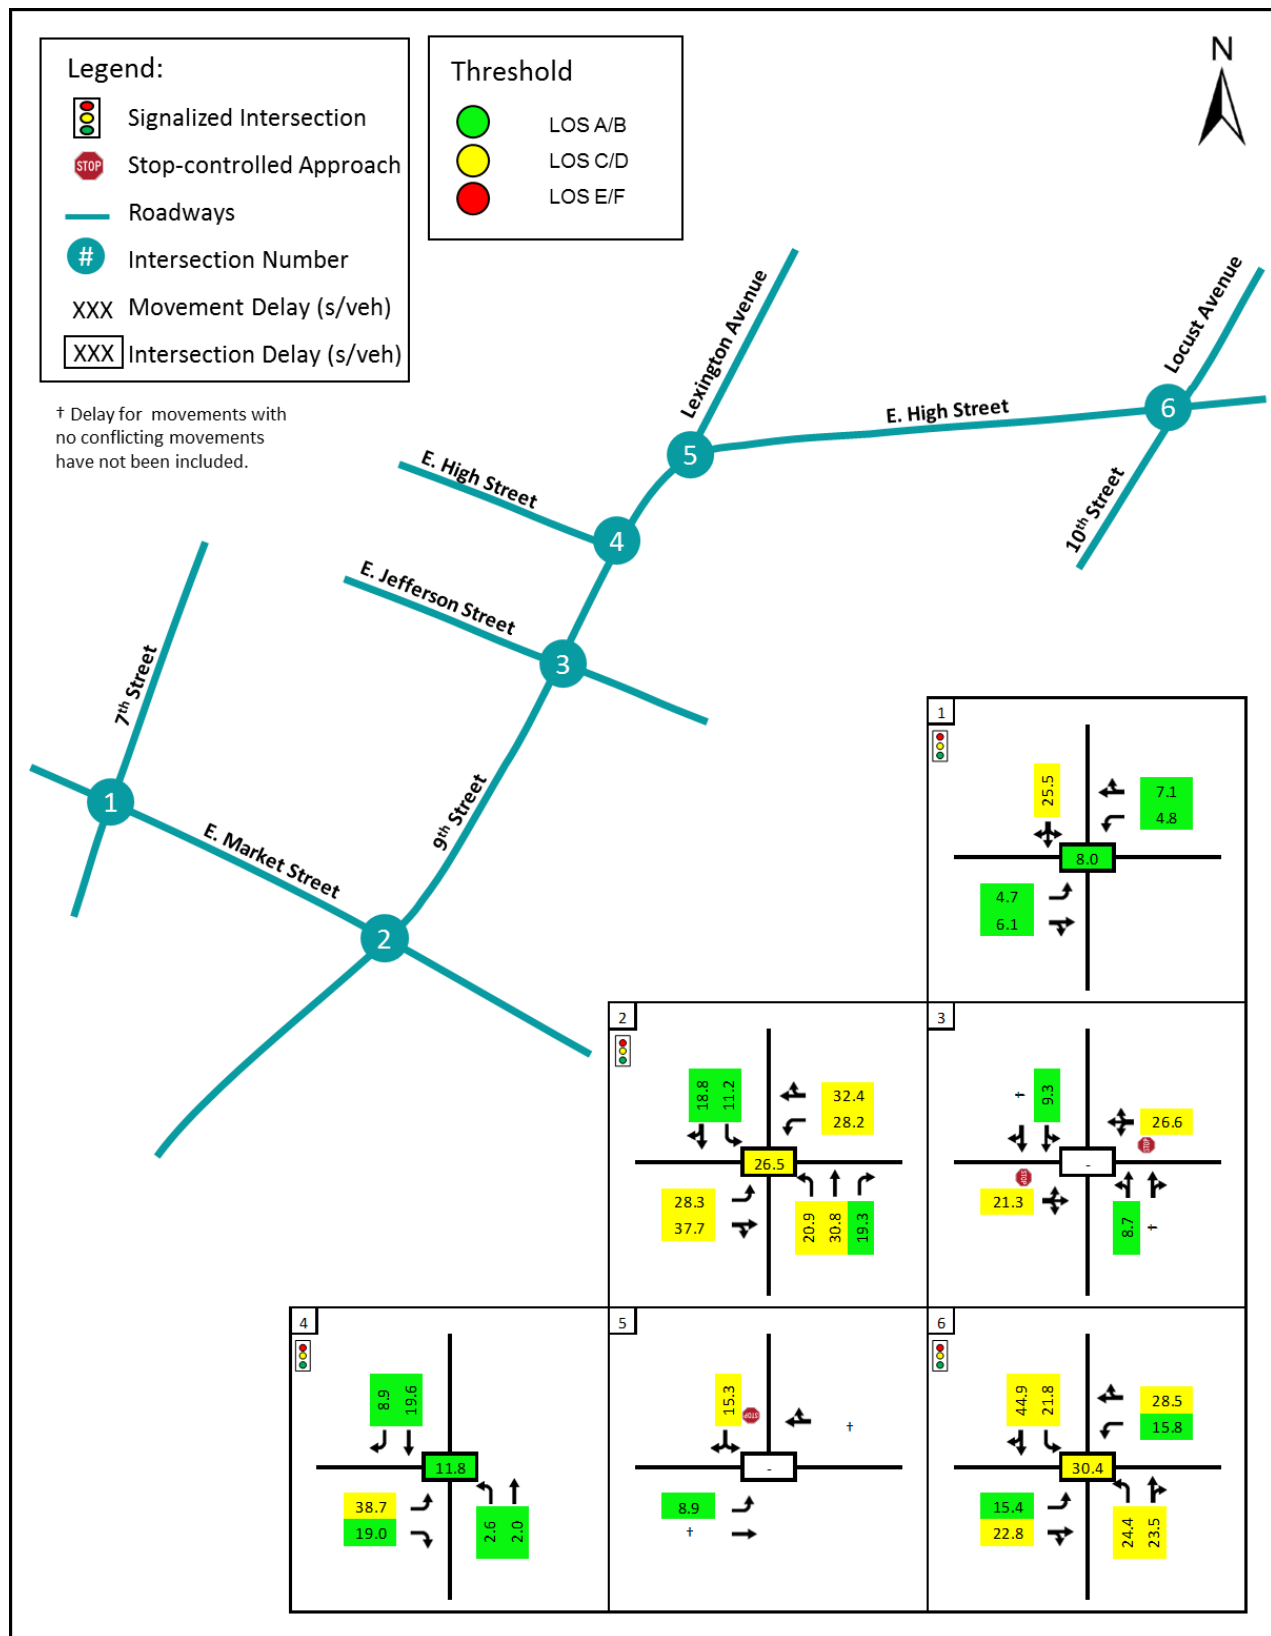 Legend:
Signalized Intersection
STOP
Stop-controlled Approach
Roadways
#
Intersection Number
XXX
Movement Delay (s/veh)
XXX
Intersection Delay (s/veh)
† Delay for movements with
no conflicting movements
have not been included.
Threshold
LOS A/B
LOS C/D
LOS E/F
N
Lexington Avenue
Locust Avenue
E. High Street
6
5
10th Street
E. High Street
4
E. Jefferson Street
3
7th Street
1
E. Market Street
9th Street
2
1
25.5
7.1
4.8
8.0
4.7
6.1
2
18.8
11.2
32.4
28.2
26.5
28.3
37.7
20.9
30.8
19.3
3
†
9.3
26.6
STOP
-
STOP
21.3
8.7
†
4
8.9
19.6
11.8
38.7
19.0
2.6
2.0
5
15.3
STOP
†
-
8.9
†
6
44.9
21.8
28.5
15.8
30.4
15.4
22.8
24.4
23.5